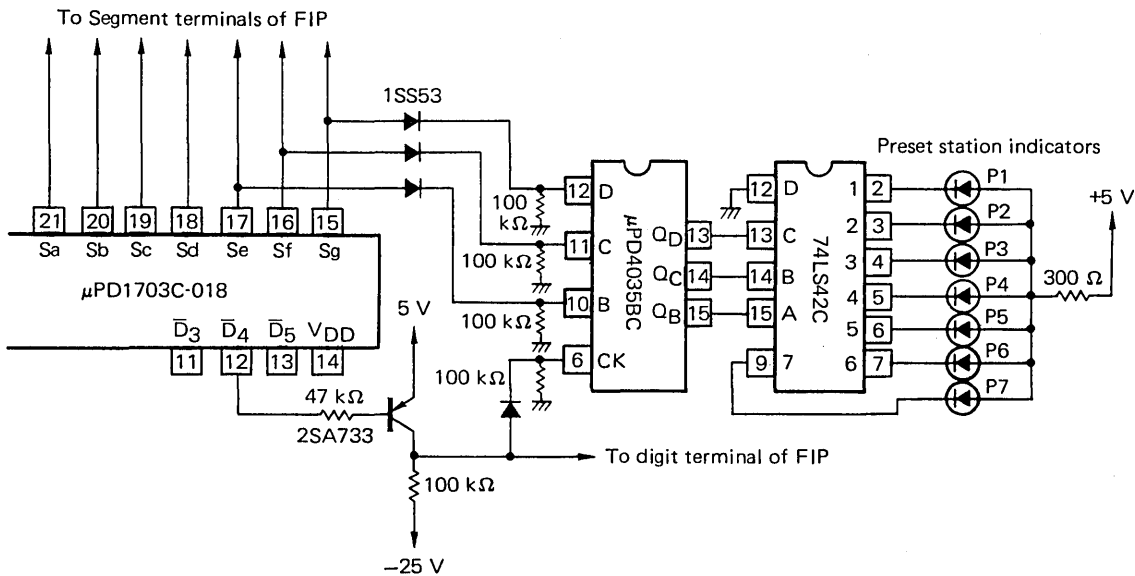 To Segment terminals of FIP
1SS53
Preset station indicators
21 20 19 18 17 16 15
Sa Sb Sc Sd Se Sf Sg
μPD1703C-018
D̅3 D̅4 D̅5 VDD
11 12 13 14
47 kΩ
2SA733
5 V
100 kΩ
−25 V
To digit terminal of FIP
100 kΩ
100 kΩ
100 kΩ
100 kΩ
12 D
11 C
10 B
6 CK
μPD4035BC
QD 13
QC 14
QB 15
12 D
13 C
14 B
15 A
9 7
74LS42C
1 2
2 3
3 4
4 5
5 6
6 7
P1
P2
P3
P4
P5
P6
P7
+5 V
300 Ω